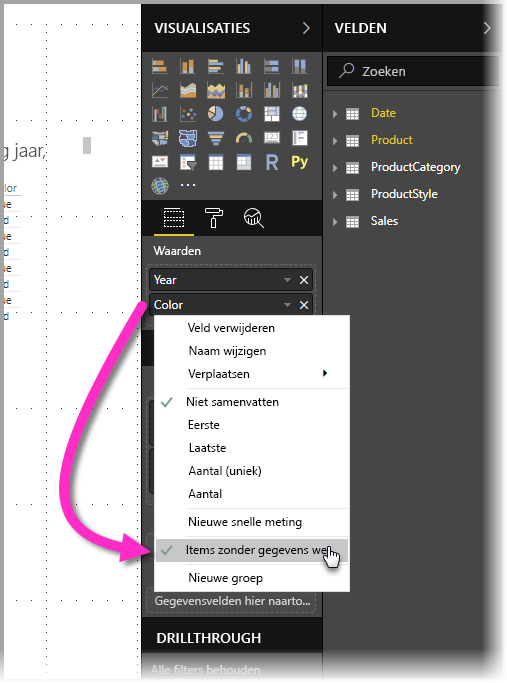 VISUALISATIES
VELDEN
Zoeken
g jaar,
Date
Product
ProductCategory
ProductStyle
Sales
R
Py
Waarden
Year
Color
Veld verwijderen
Naam wijzigen
Verplaatsen
Niet samenvatten
Eerste
Laatste
Aantal (uniek)
Aantal
Nieuwe snelle meting
Items zonder gegevens we
Nieuwe groep
Gegevensvelden hier naarto...
DRILLTHROUGH
Alle filters behouden